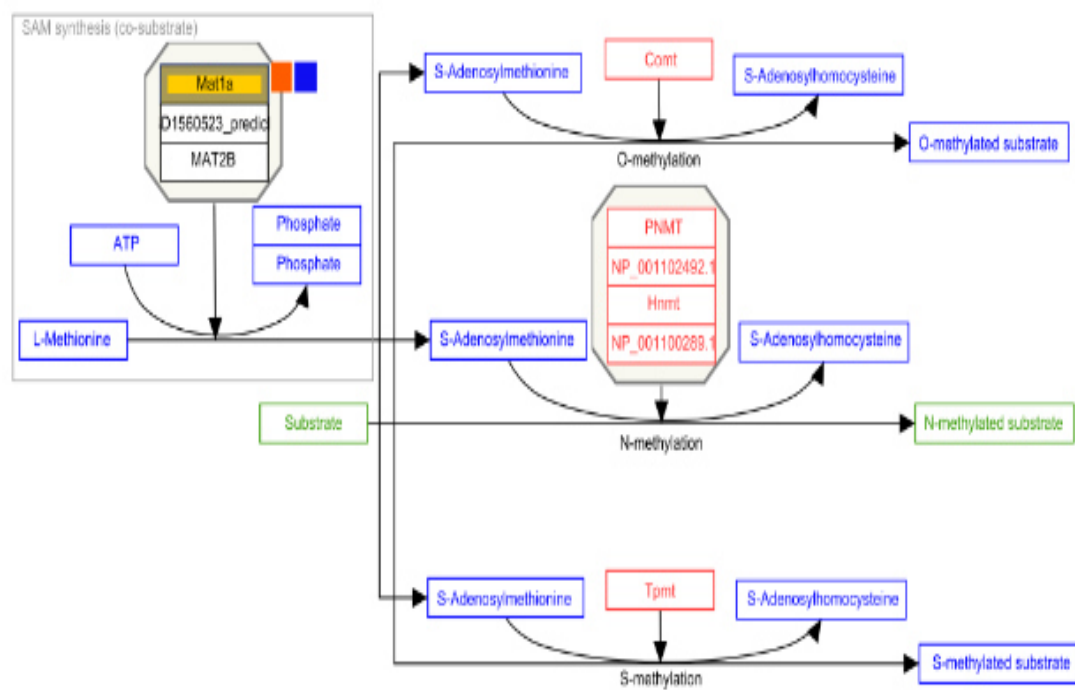 SAM synthesis (co-substrate)
Mat1a
D1560523_predic
MAT2B
ATP
Phosphate
Phosphate
L-Methionine
S-Adenosylmethionine
Comt
S-Adenosylhomocysteine
O-methylation
O-methylated substrate
PNMT
NP_001102492.1
Hnmt
NP_001100289.1
S-Adenosylmethionine
S-Adenosylhomocysteine
Substrate
N-methylation
N-methylated substrate
S-Adenosylmethionine
Tpmt
S-Adenosylhomocysteine
S-methylation
S-methylated substrate